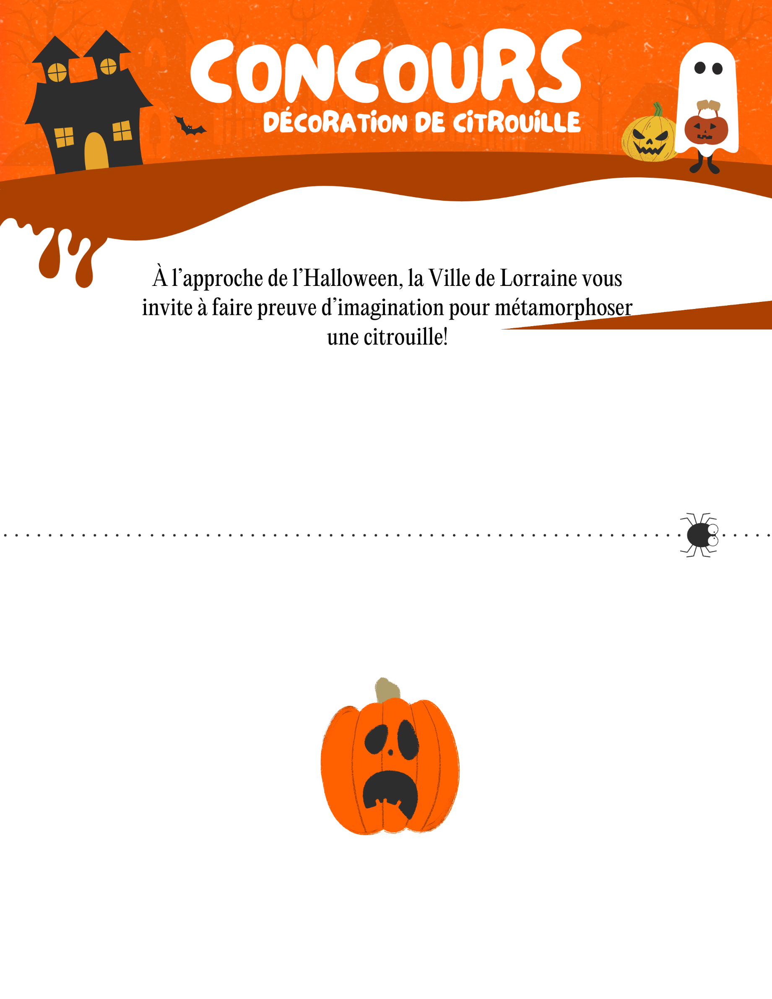 CONCOURS
DÉCORATION DE CITROUILLE
À l’approche de l’Halloween, la Ville de Lorraine vous
invite à faire preuve d’imagination pour métamorphoser
une citrouille!